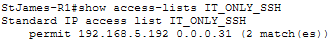 StJames-R1#show access-lists IT_ONLY_SSH
Standard IP access list IT_ONLY_SSH
    permit 192.168.5.192 0.0.0.31 (2 match(es))